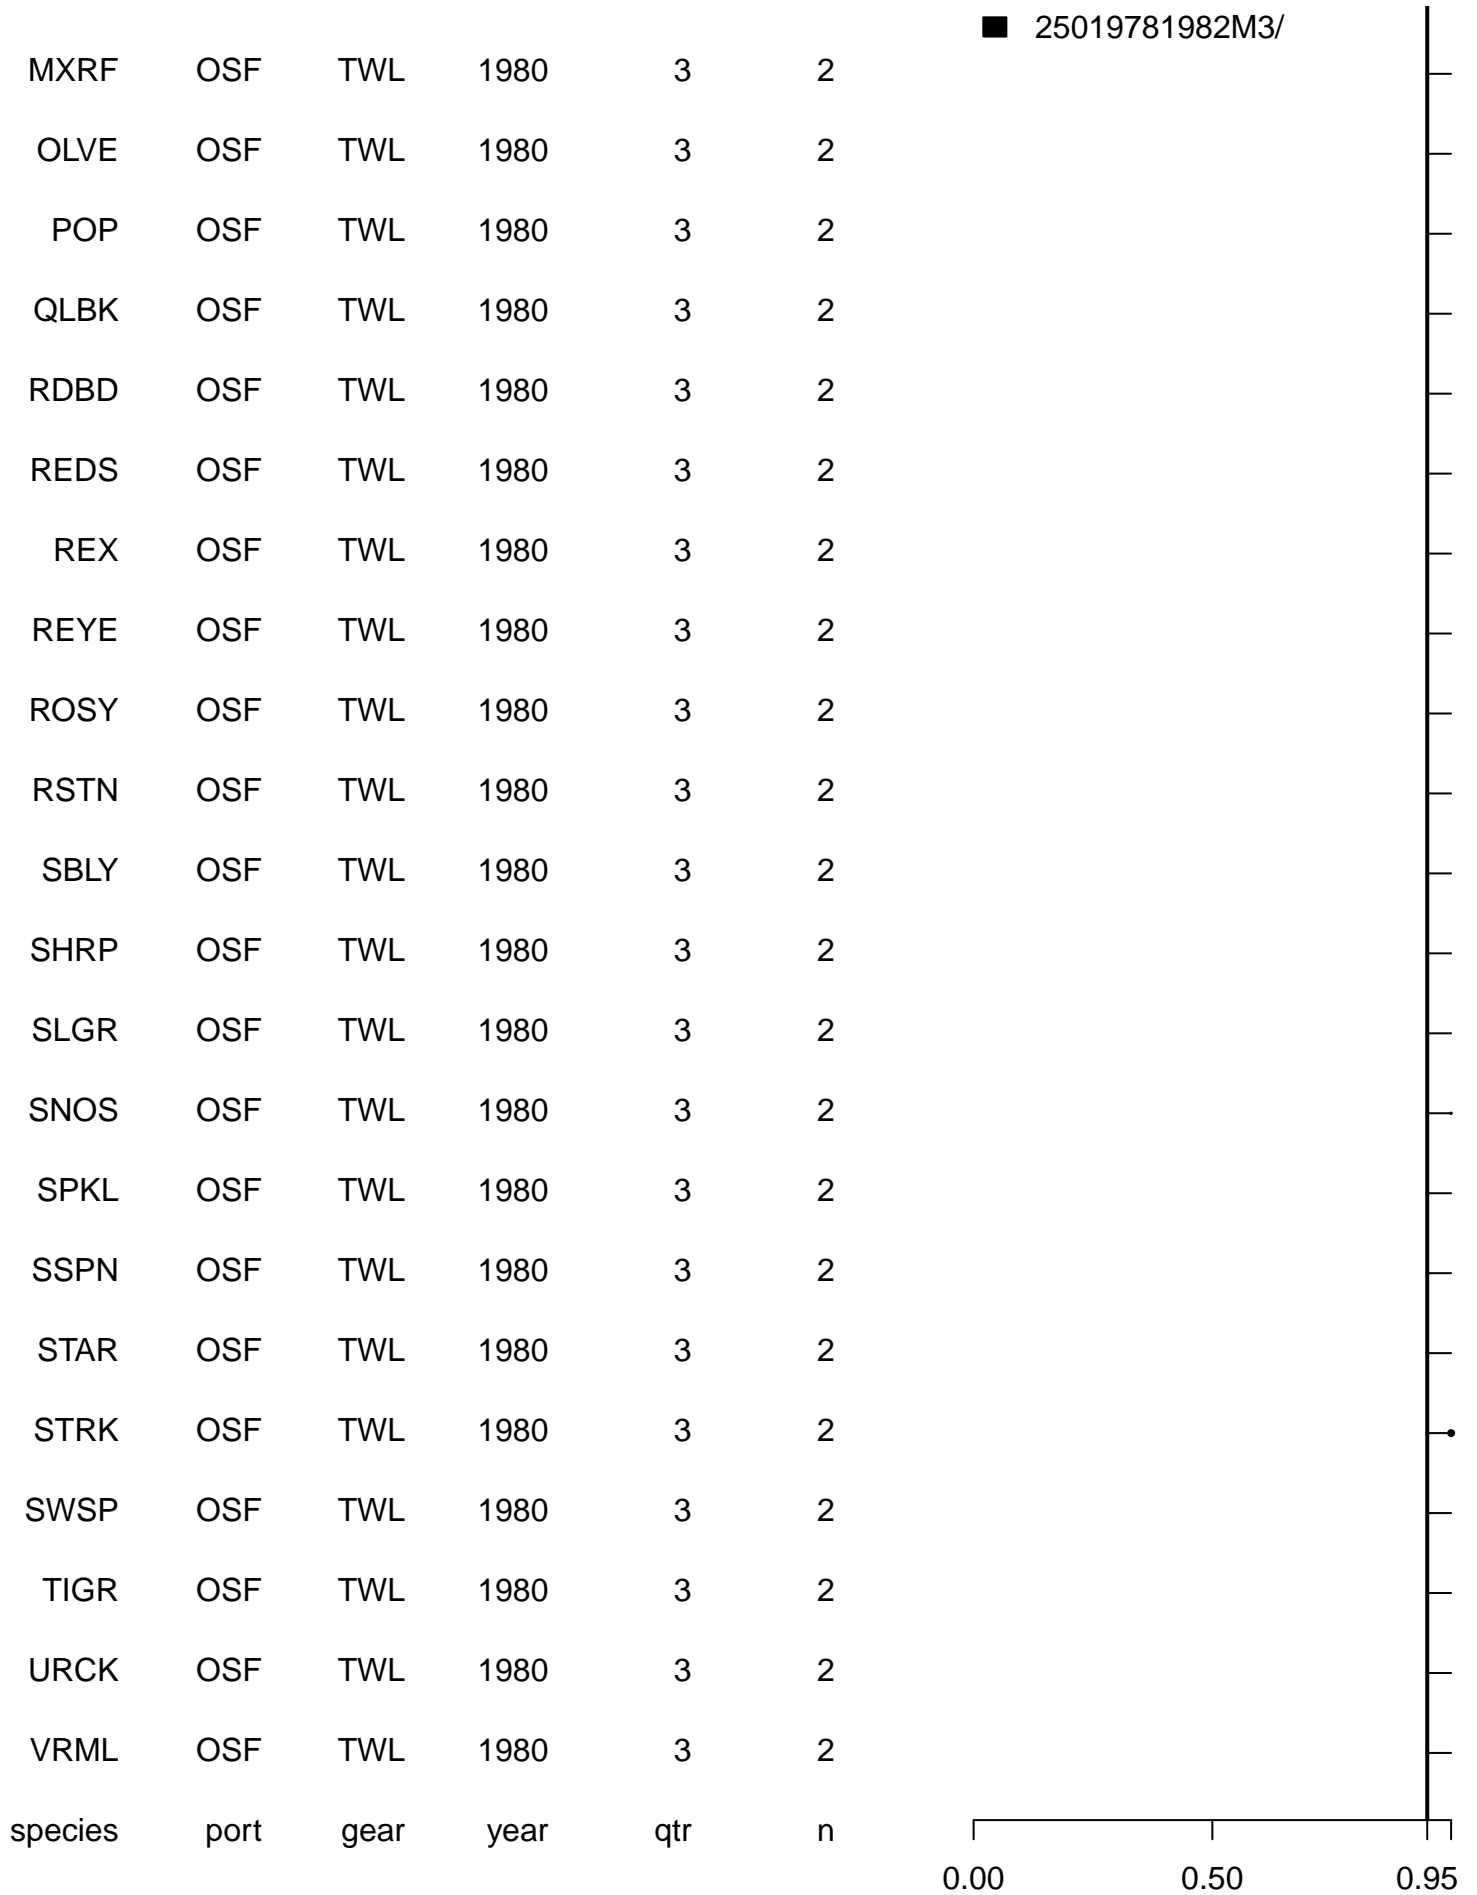 25019781982M3/
MXRF OSF TWL 1980 3 2
OLVE OSF TWL 1980 3 2
POP OSF TWL 1980 3 2
QLBK OSF TWL 1980 3 2
RDBD OSF TWL 1980 3 2
REDS OSF TWL 1980 3 2
REX OSF TWL 1980 3 2
REYE OSF TWL 1980 3 2
ROSY OSF TWL 1980 3 2
RSTN OSF TWL 1980 3 2
SBLY OSF TWL 1980 3 2
SHRP OSF TWL 1980 3 2
SLGR OSF TWL 1980 3 2
SNOS OSF TWL 1980 3 2
SPKL OSF TWL 1980 3 2
SSPN OSF TWL 1980 3 2
STAR OSF TWL 1980 3 2
STRK OSF TWL 1980 3 2
SWSP OSF TWL 1980 3 2
TIGR OSF TWL 1980 3 2
URCK OSF TWL 1980 3 2
VRML OSF TWL 1980 3 2
species port gear year qtr n
0.00 0.50 0.95